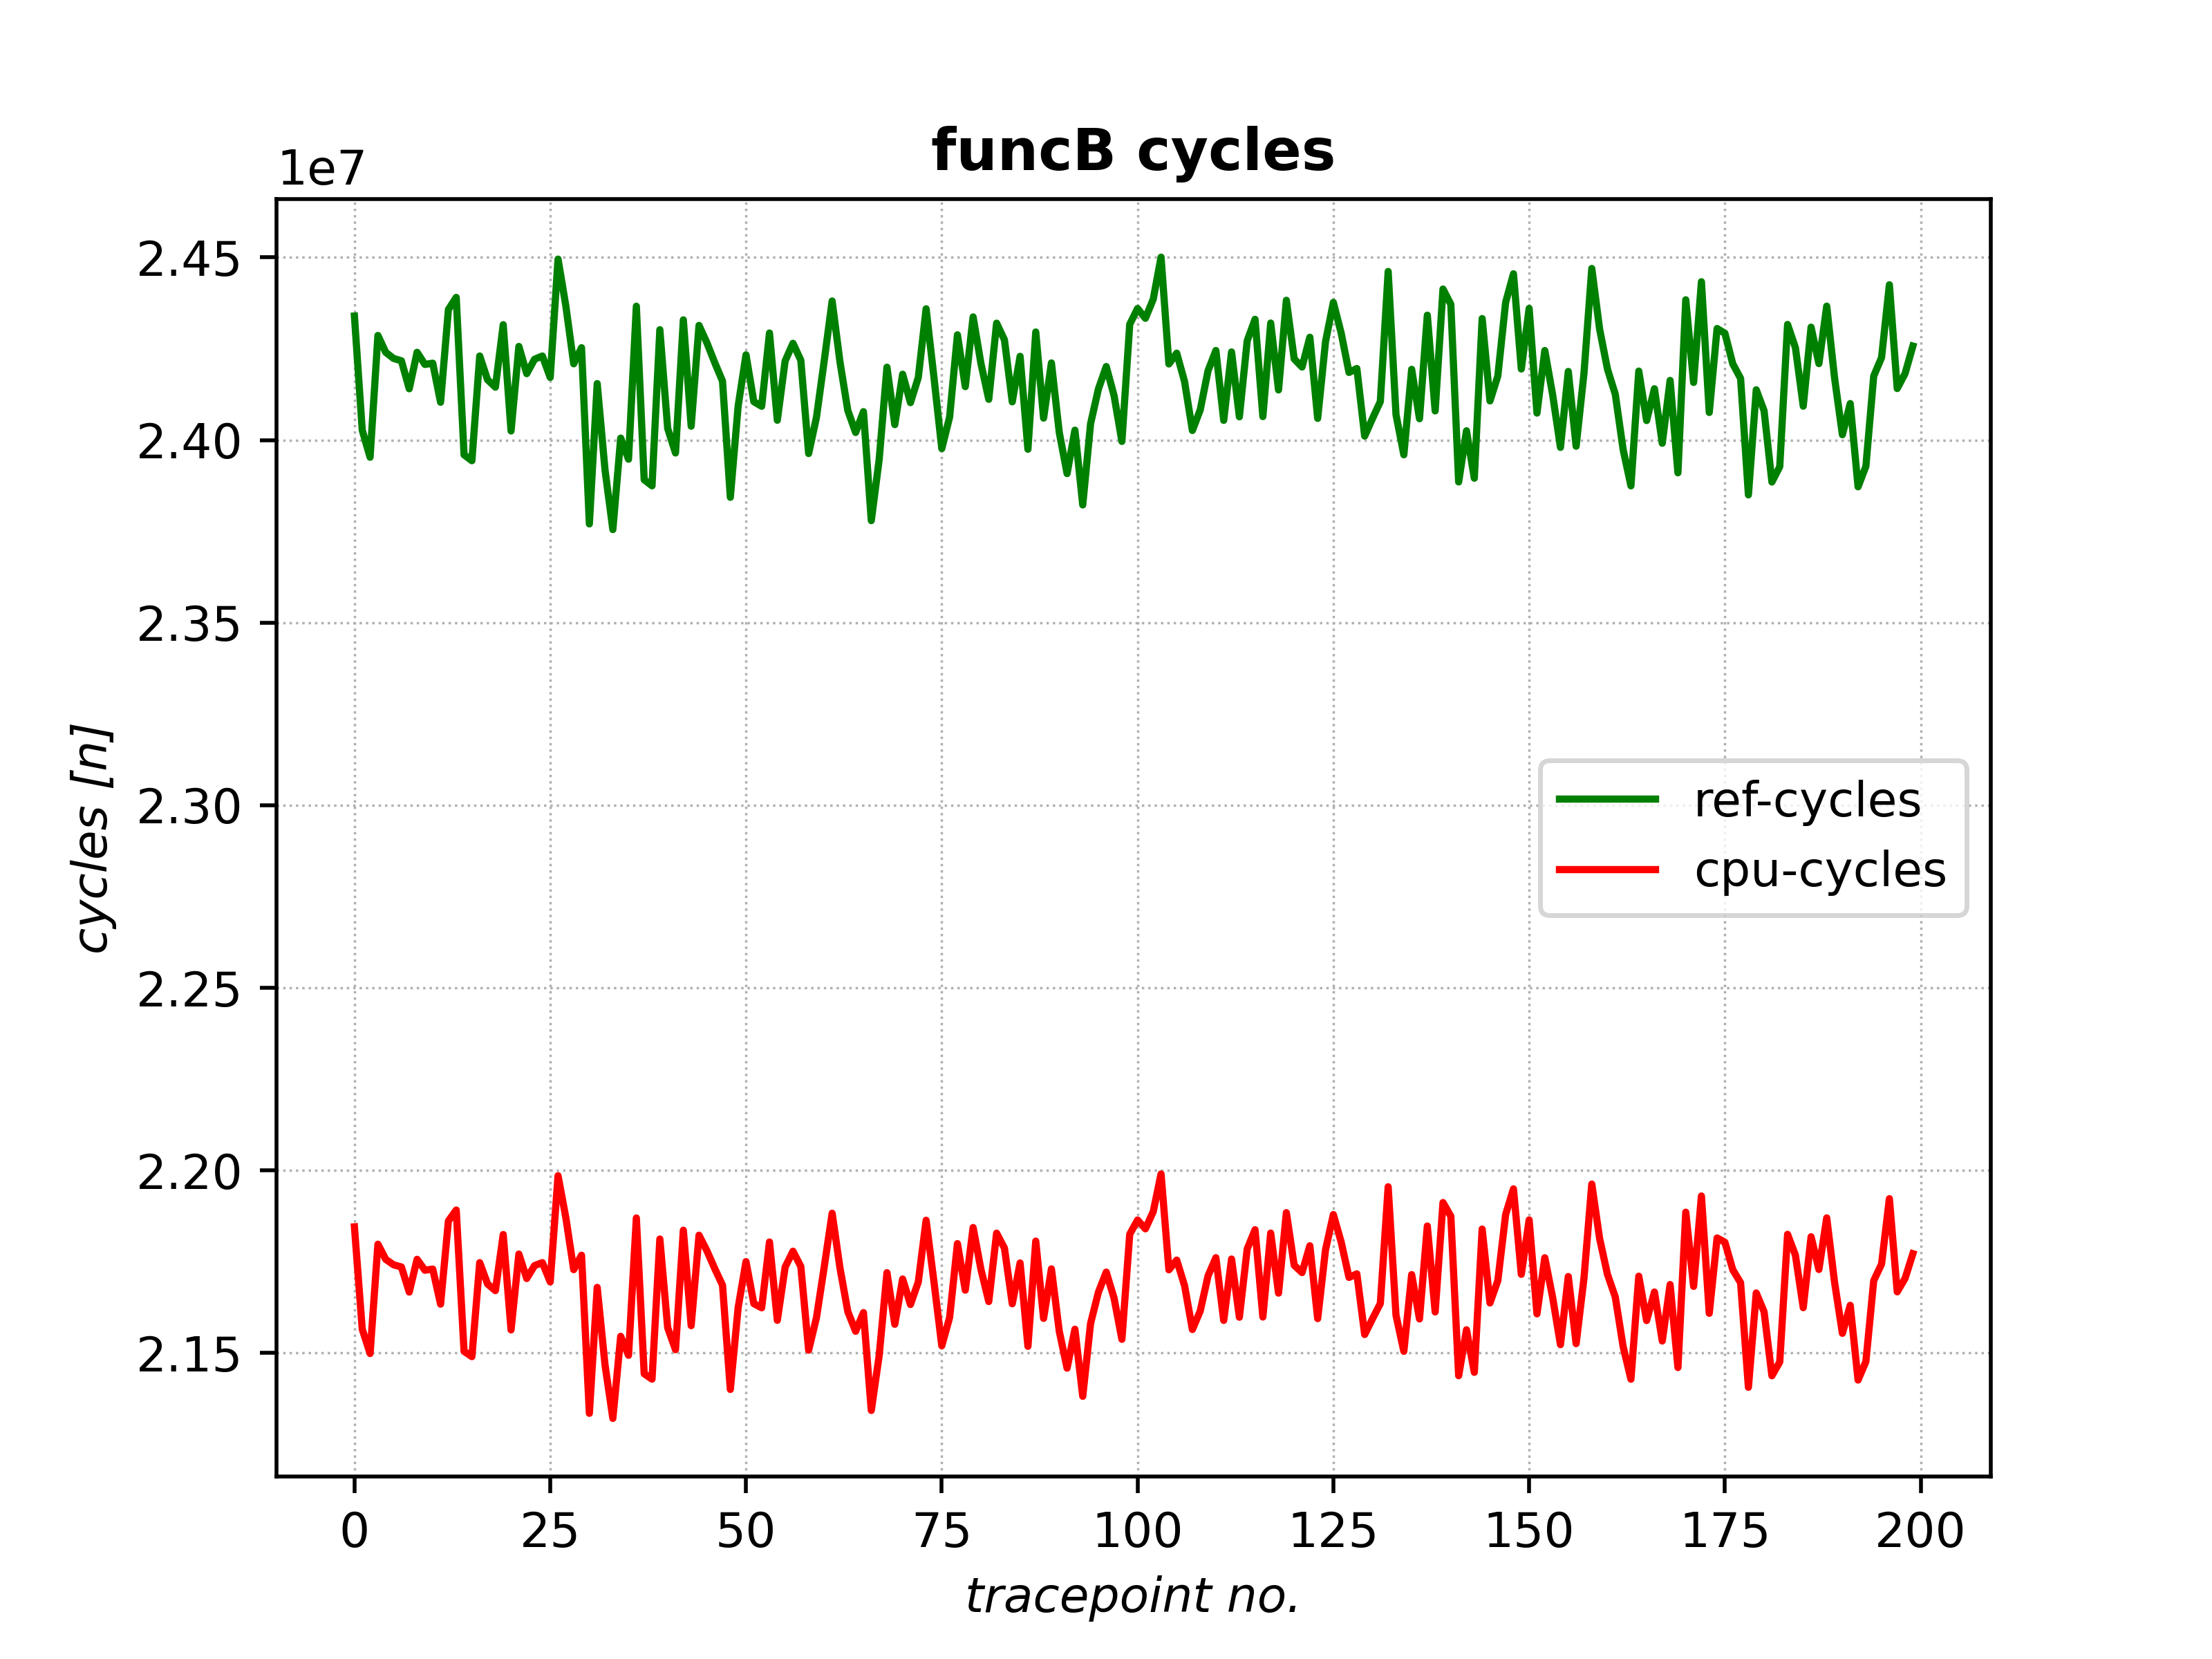 funcB cycles
1e7
2.45
2.40
2.35
2.30
2.25
2.20
2.15
cycles [n]
ref-cycles
cpu-cycles
0 25 50 75 100 125 150 175 200
tracepoint no.